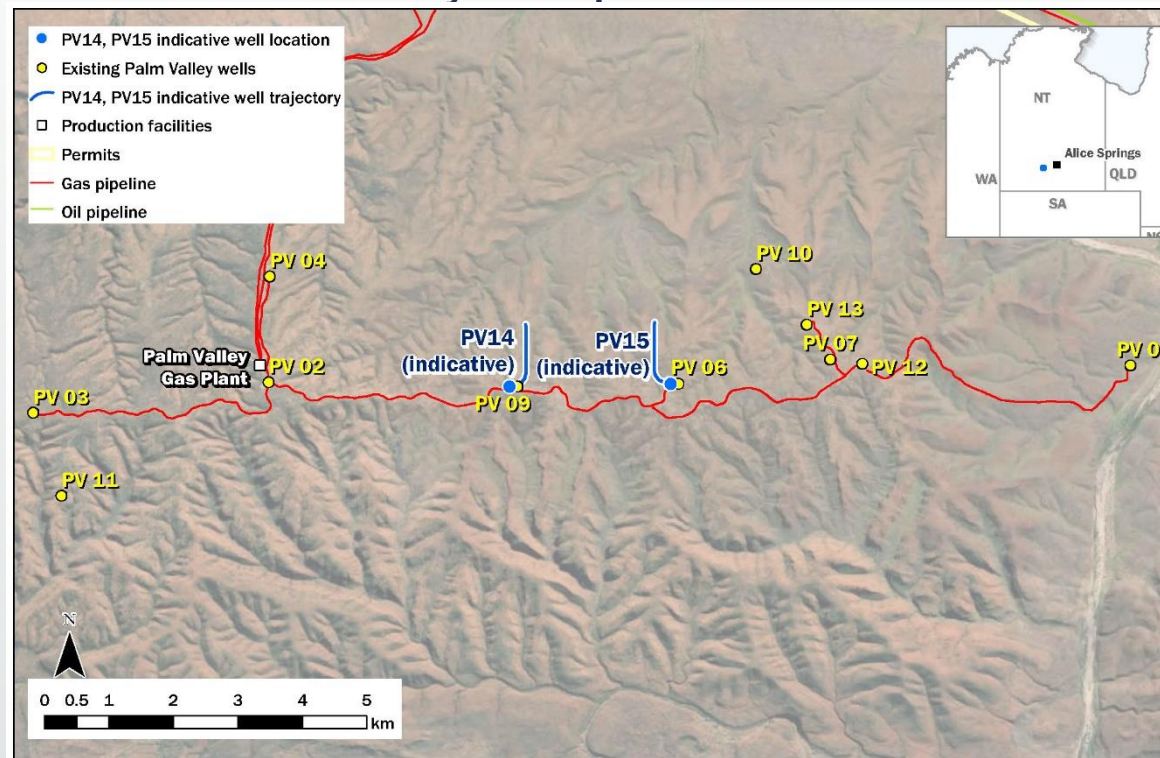 PV14, PV15 indicative well location
Existing Palm Valley wells
PV14, PV15 indicative well trajectory
Production facilities
Permits
Gas pipeline
Oil pipeline
NT
Alice Springs
WA
QLD
SA
PV 04
PV 10
PV 13
PV14
(indicative)
PV15
(indicative)
Palm Valley
Gas Plant
PV 02
PV 07
PV 12
PV 0
PV 06
PV 09
PV 03
PV 11
N
0 0.5 1 2 3 4 5
km